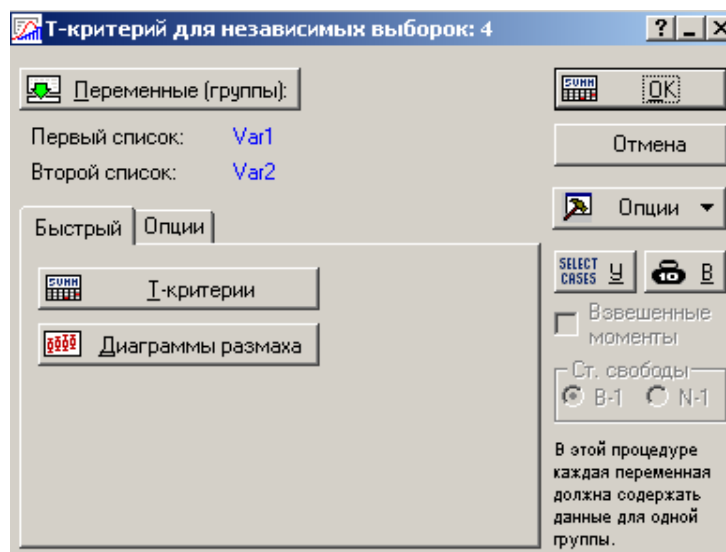 Т-критерий для независимых выборок: 4
Переменные (группы):
Первый список: Var1
Второй список: Var2
Быстрый Опции
Т-критерии
Диаграммы размаха
SUMM OK
Отмена
Опции
SELECT CASES У В
Взвешенные
моменты
Ст. свободы
В-1 N-1
В этой процедуре
каждая переменная
должна содержать
данные для одной
группы.